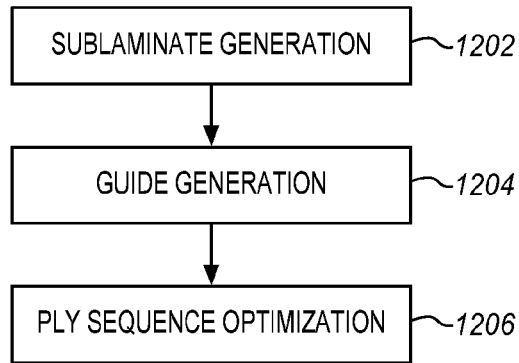 SUBLAMINATE GENERATION 1202
GUIDE GENERATION 1204
PLY SEQUENCE OPTIMIZATION 1206